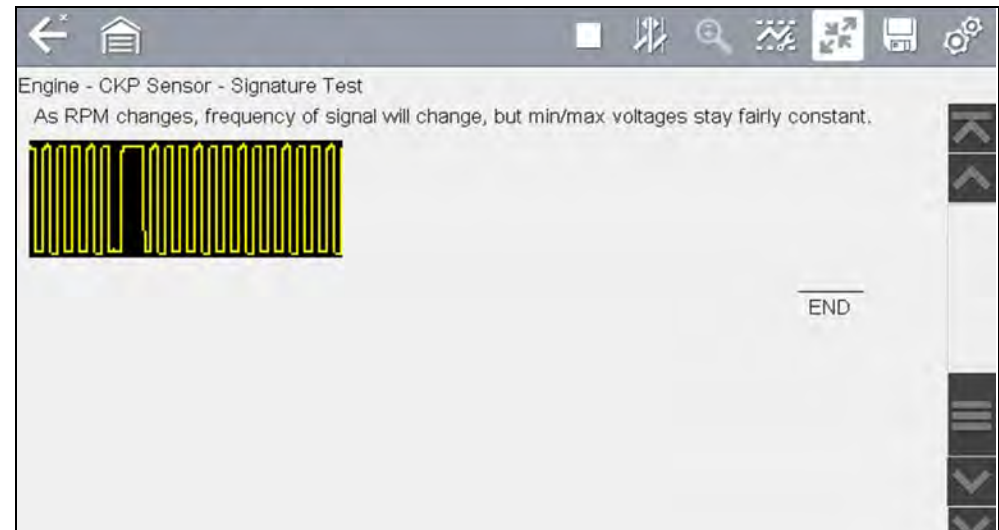 Engine - CKP Sensor - Signature Test
As RPM changes, frequency of signal will change, but min/max voltages stay fairly constant.
END